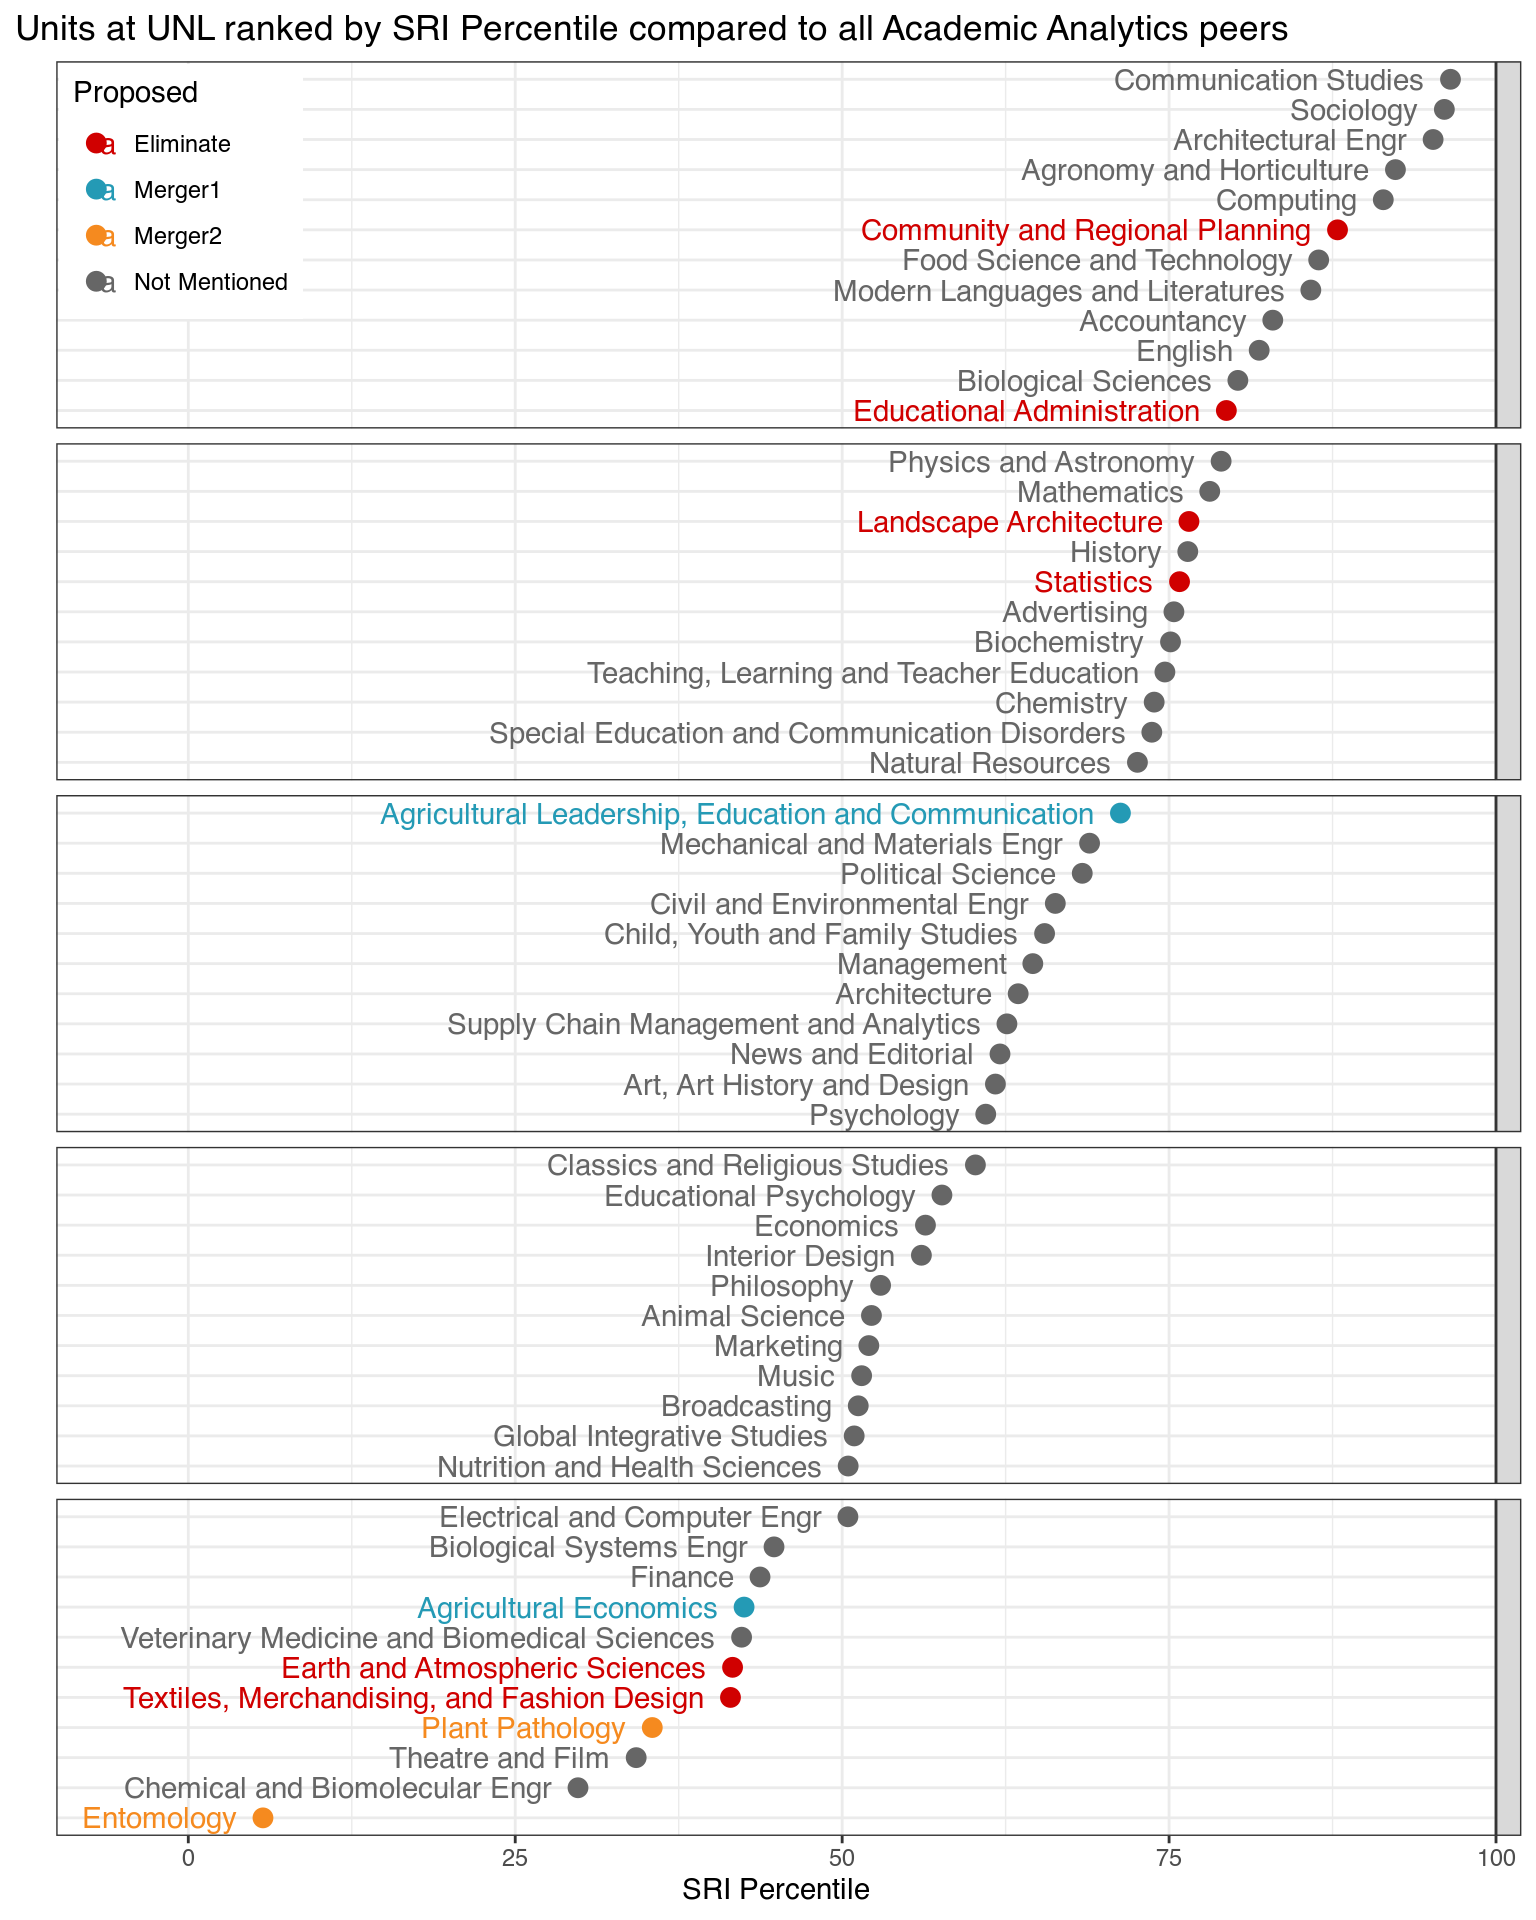 Units at UNL ranked by SRI Percentile compared to all Academic Analytics peers
Proposed
a Eliminate
a Merger1
a Merger2
a Not Mentioned
Communication Studies
Sociology
Architectural Engr
Agronomy and Horticulture
Computing
Community and Regional Planning
Food Science and Technology
Modern Languages and Literatures
Accountancy
English
Biological Sciences
Educational Administration
Physics and Astronomy
Mathematics
Landscape Architecture
History
Statistics
Advertising
Biochemistry
Teaching, Learning and Teacher Education
Chemistry
Special Education and Communication Disorders
Natural Resources
Agricultural Leadership, Education and Communication
Mechanical and Materials Engr
Political Science
Civil and Environmental Engr
Child, Youth and Family Studies
Management
Architecture
Supply Chain Management and Analytics
News and Editorial
Art, Art History and Design
Psychology
Classics and Religious Studies
Educational Psychology
Economics
Interior Design
Philosophy
Animal Science
Marketing
Music
Broadcasting
Global Integrative Studies
Nutrition and Health Sciences
Electrical and Computer Engr
Biological Systems Engr
Finance
Agricultural Economics
Veterinary Medicine and Biomedical Sciences
Earth and Atmospheric Sciences
Textiles, Merchandising, and Fashion Design
Plant Pathology
Theatre and Film
Chemical and Biomolecular Engr
Entomology
0 25 50 75 100
SRI Percentile